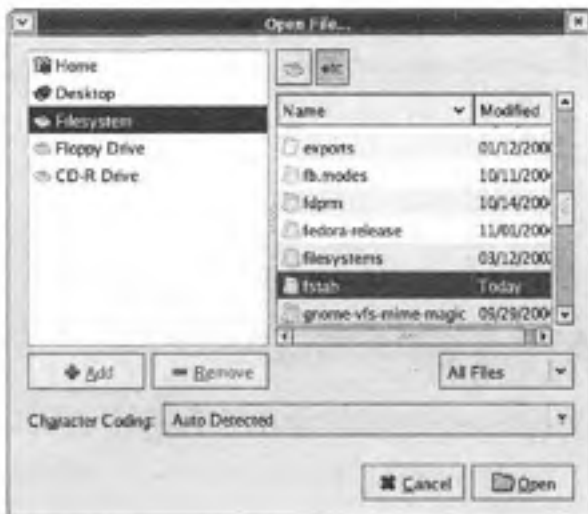 Open File...
Home
Desktop
Filesystem
Floppy Drive
CD-R Drive
etc
Name Modified
exports 01/12/200
fb.modes 10/11/200
fdprm 10/14/200
fedora-release 11/01/200
filesystems 03/12/200
fstab Today
gnome-vfs-mime-magic 09/29/200
Add Remove
All Files
Character Coding: Auto Detected
Cancel Open